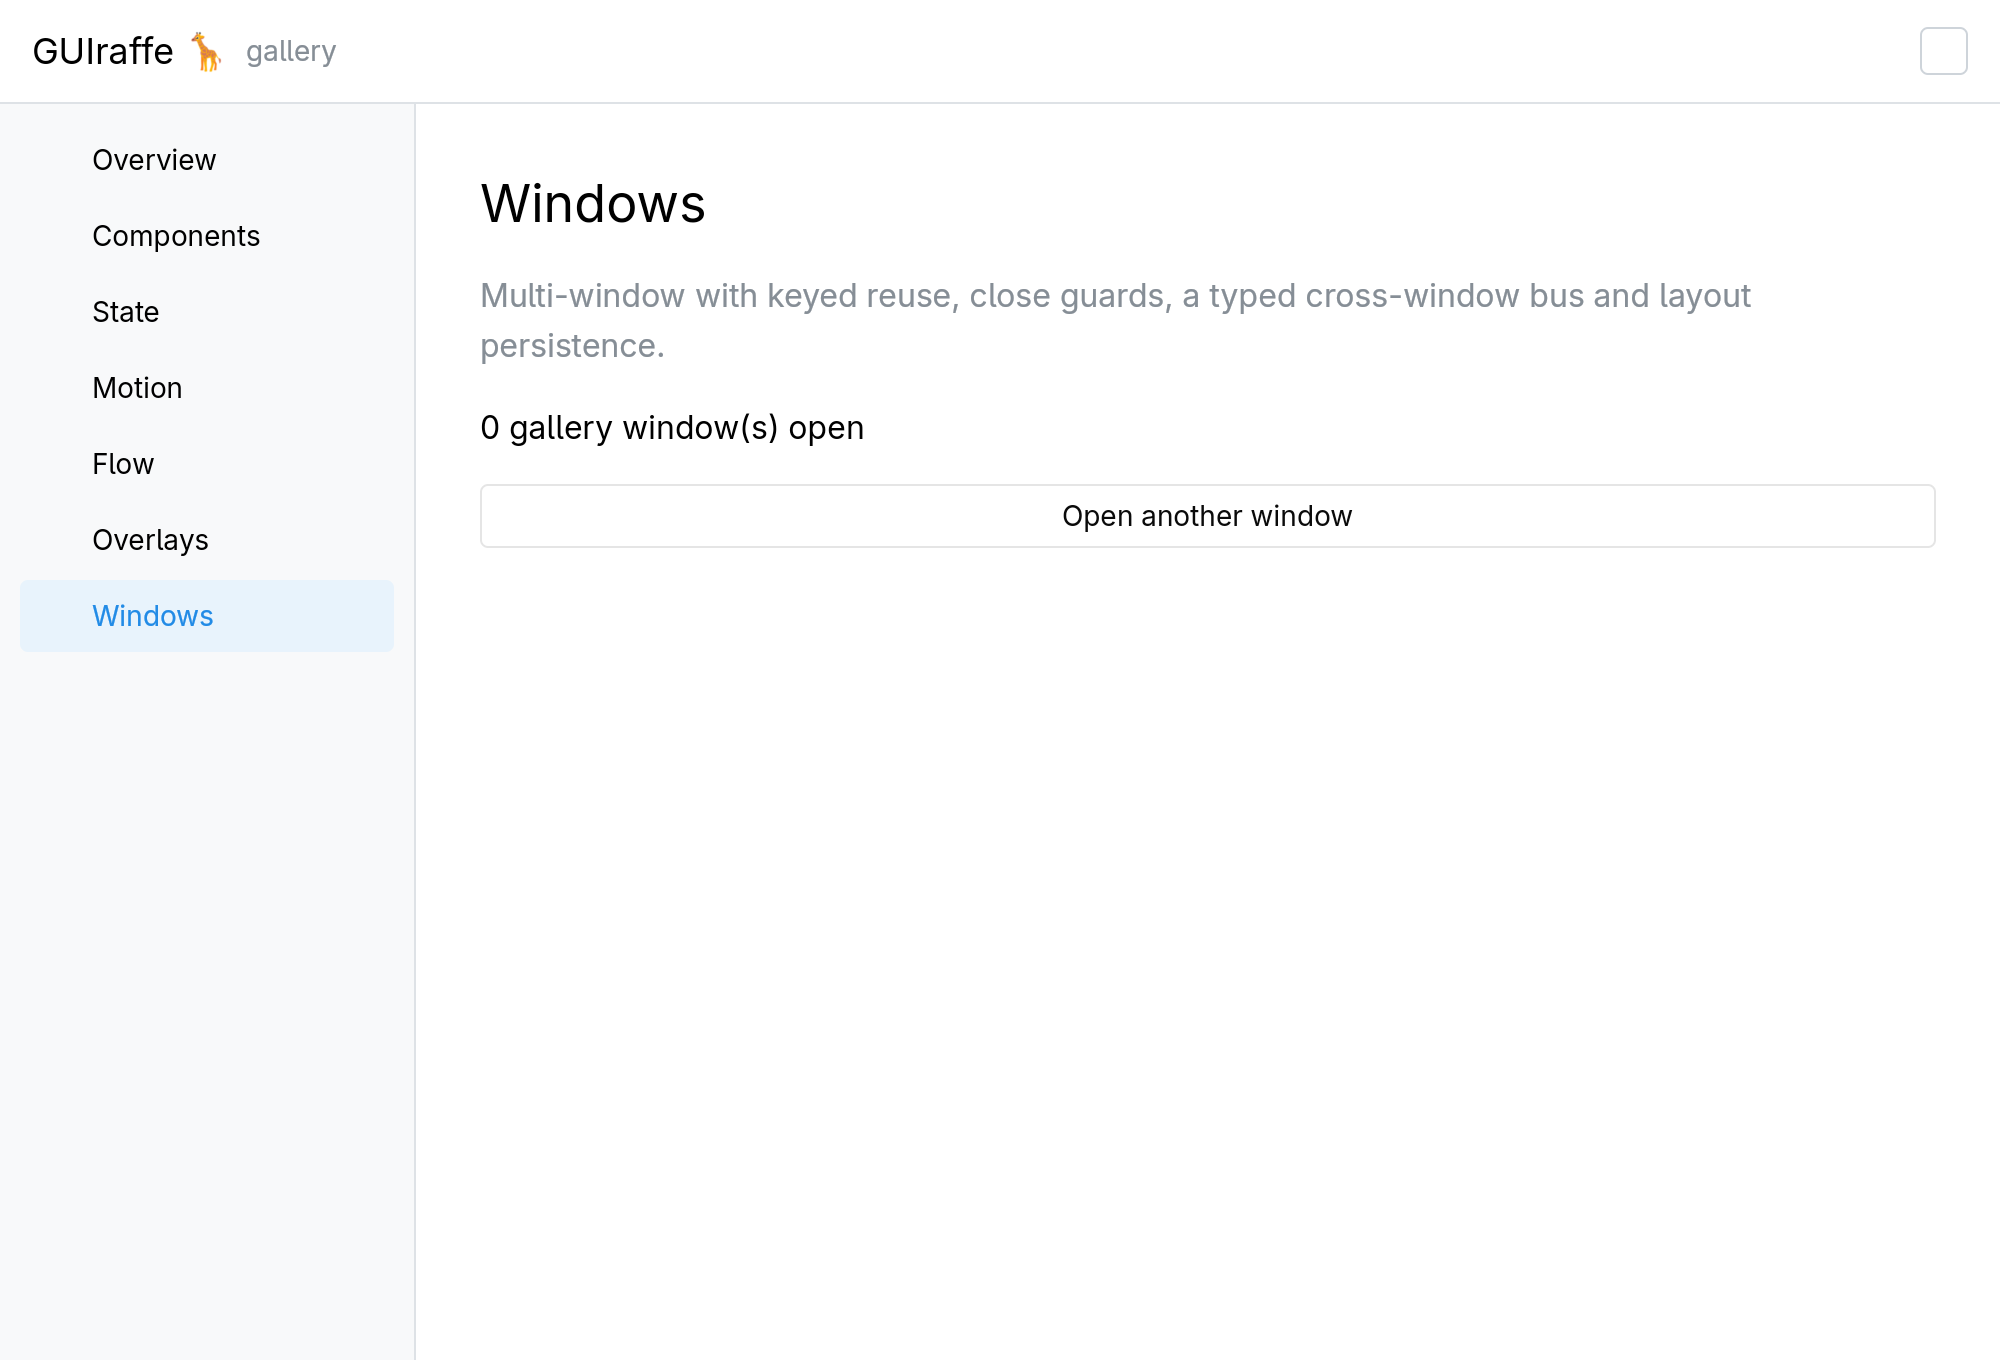 GUIraffe 🦒 gallery
Overview
Components
State
Motion
Flow
Overlays
Windows
Windows
Multi-window with keyed reuse, close guards, a typed cross-window bus and layout
persistence.
0 gallery window(s) open
Open another window